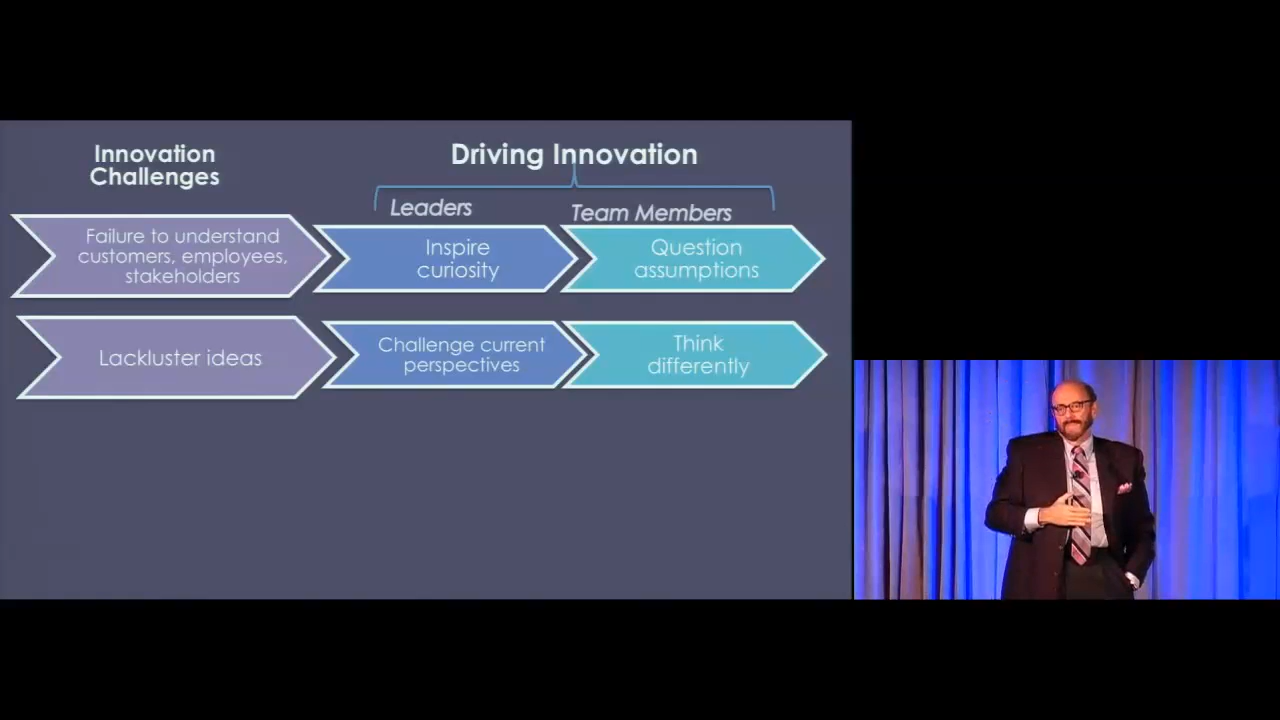 Innovation
Challenges
Driving Innovation
Leaders
Team Members
Failure to understand
customers, employees,
stakeholders
Inspire
curiosity
Question
assumptions
Lackluster ideas
Challenge current
perspectives
Think
differently